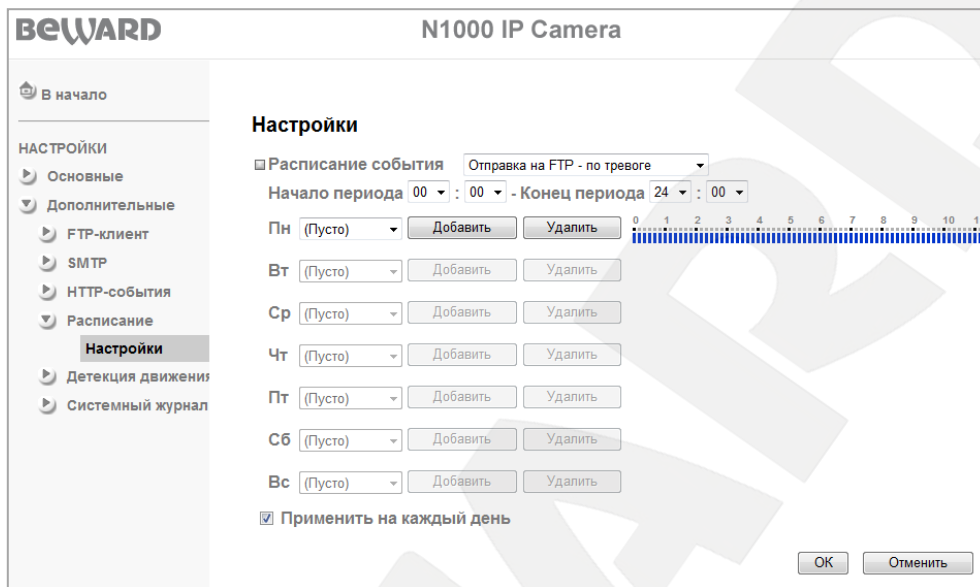 BEWARD
N1000 IP Camera
В начало
НАСТРОЙКИ
Основные
Дополнительные
FTP-клиент
SMTP
HTTP-события
Расписание
Настройки
Детекция движения
Системный журнал
Настройки
Расписание события Отправка на FTP - по тревоге
Начало периода 00 : 00 - Конец периода 24 : 00
Пн (Пусто) Добавить Удалить 0 1 2 3 4 5 6 7 8 9 10
Вт (Пусто) Добавить Удалить
Ср (Пусто) Добавить Удалить
Чт (Пусто) Добавить Удалить
Пт (Пусто) Добавить Удалить
Сб (Пусто) Добавить Удалить
Вс (Пусто) Добавить Удалить
Применить на каждый день
OK Отменить